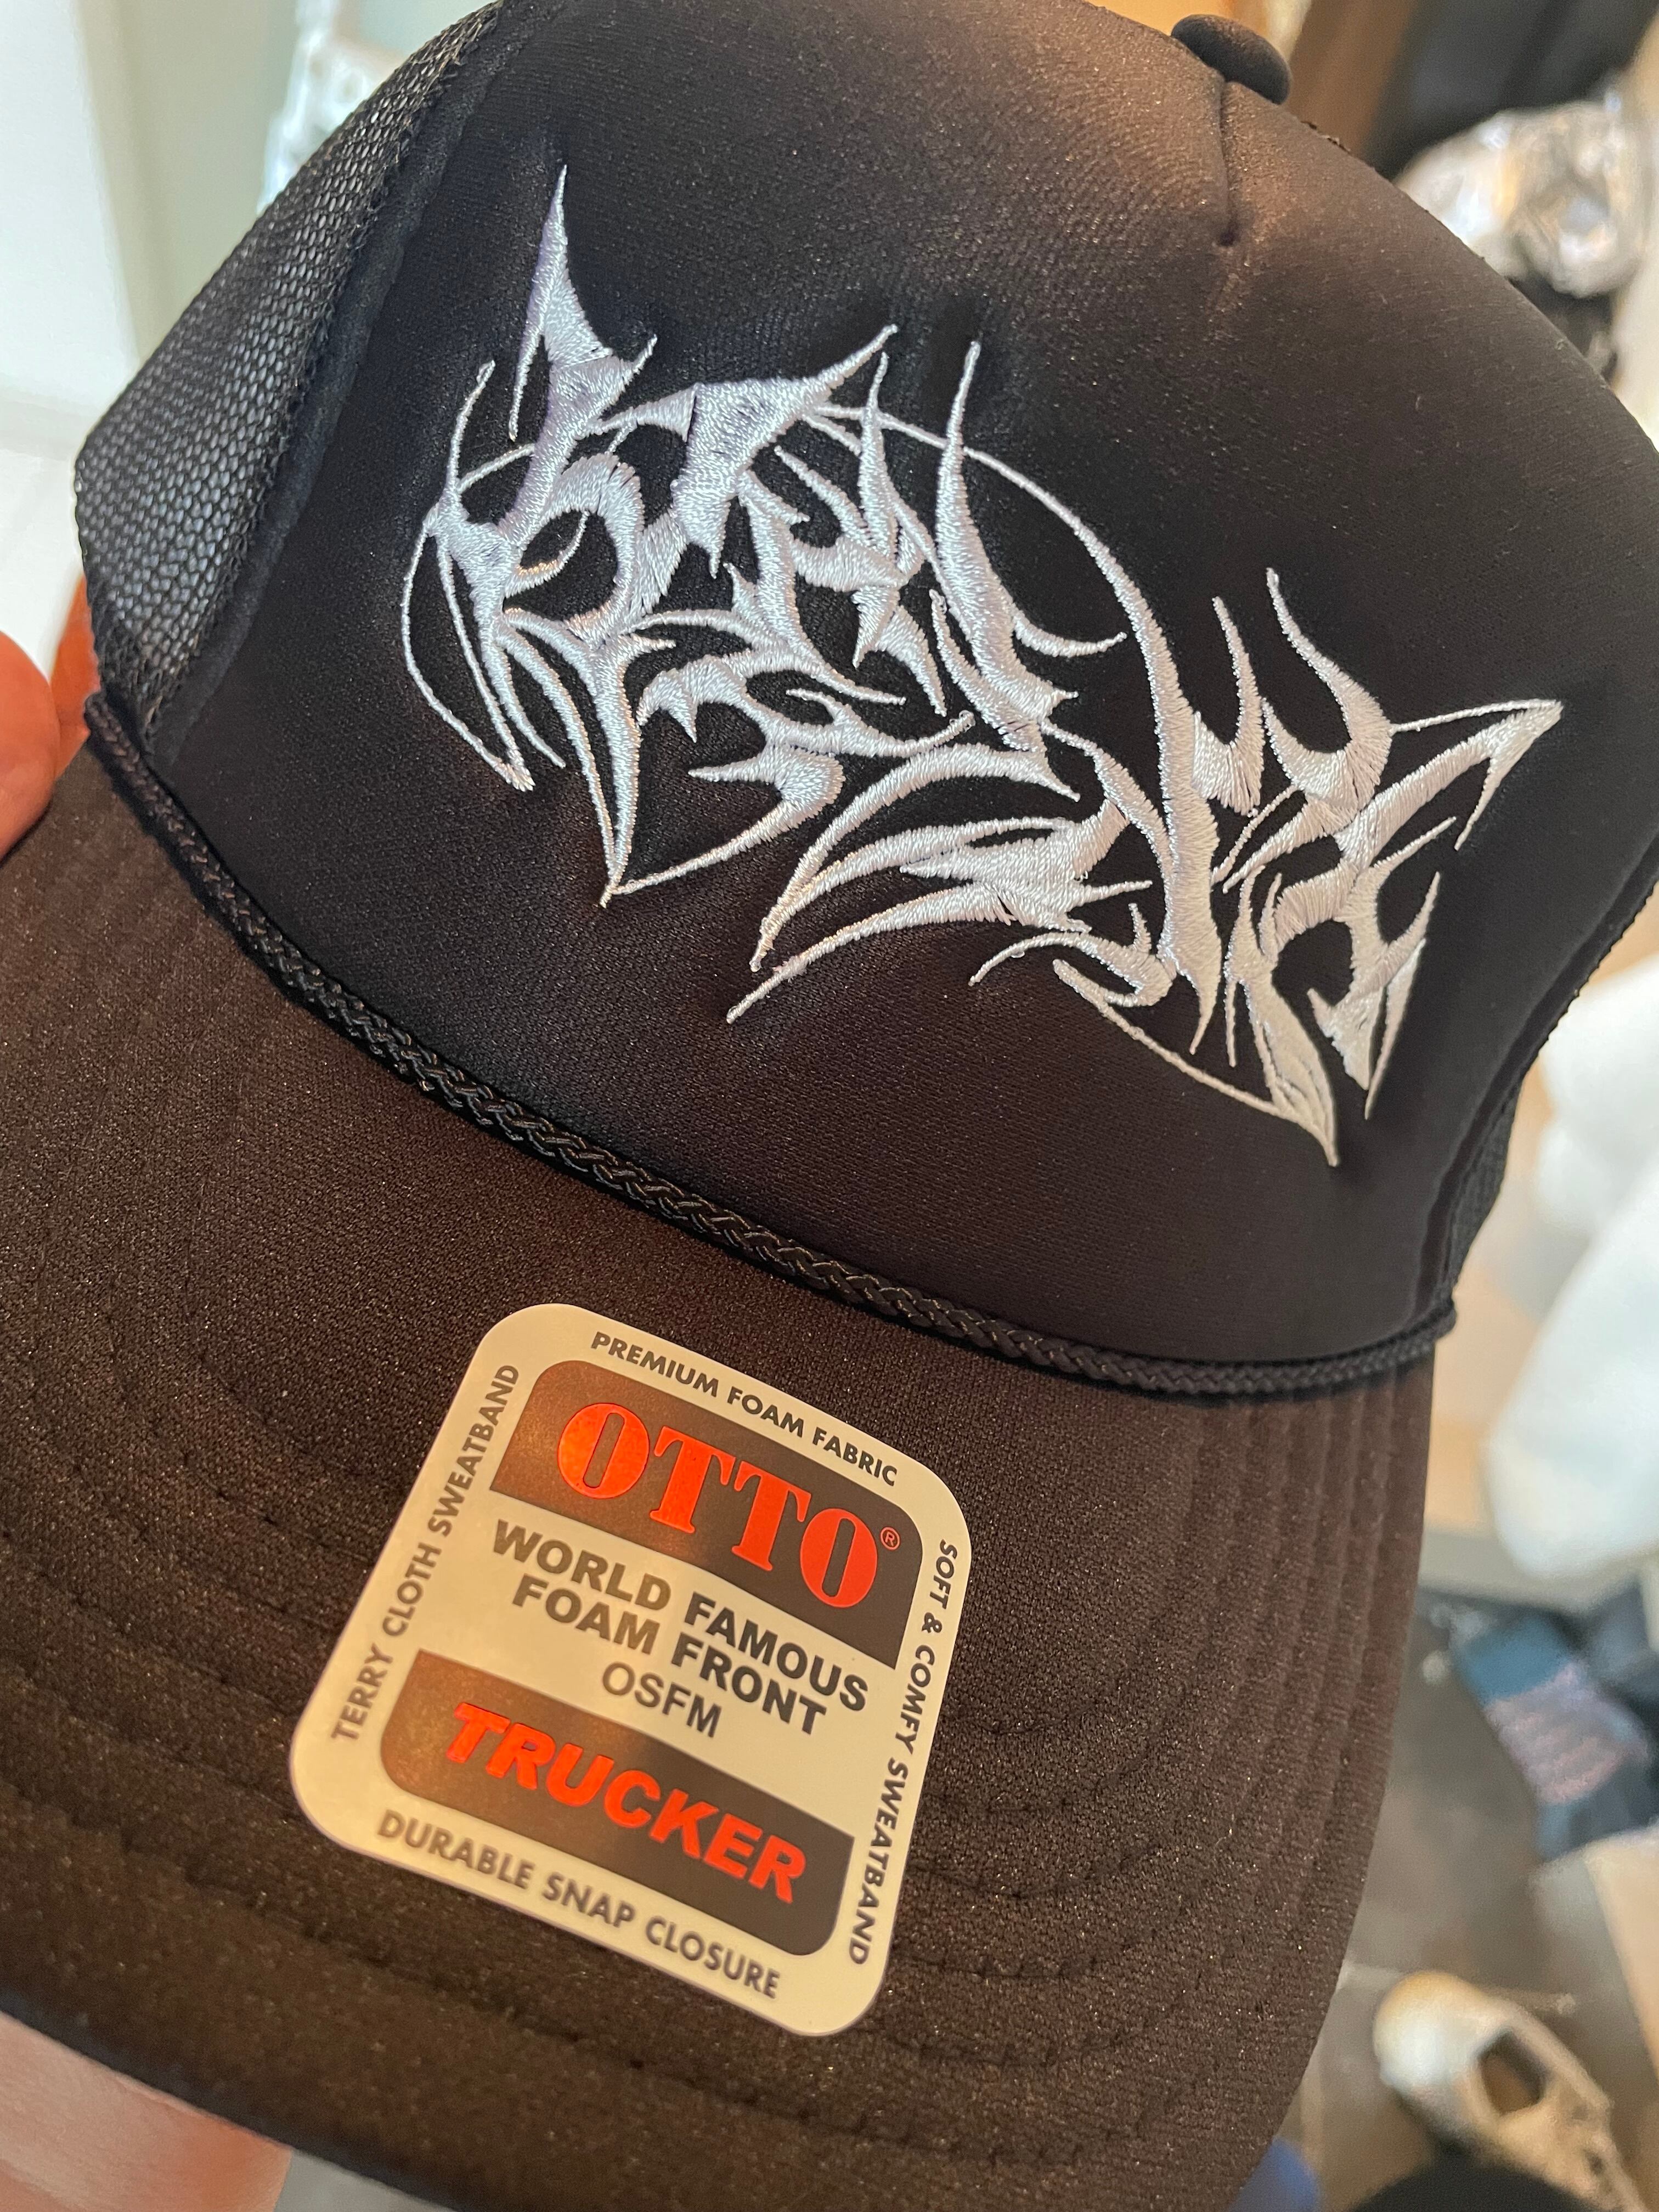 PREMIUM FOAM FABRIC
OTTO®
WORLD FAMOUS
FOAM FRONT
OSFM
TRUCKER
DURABLE SNAP CLOSURE
TERRY CLOTH SWEATBAND
SOFT & COMFY SWEATBAND